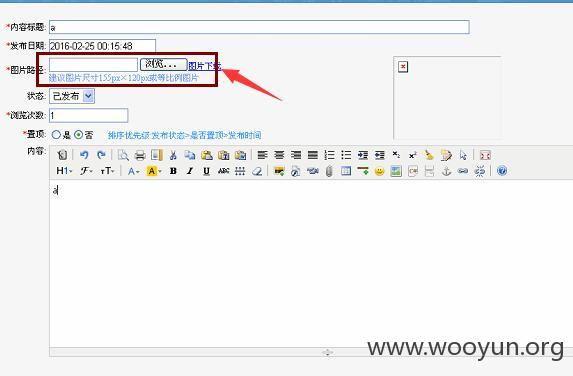 *内容标题: a
*发布日期: 2016-02-25 00:15:48
*图片路径: 浏览... 图片下载
建议图片尺寸155px×120px或等比例图片
状态: 已发布
*浏览次数: 1
*置顶: 是 否 排序优先级:发布状态>是否置顶>发布时间
内容:
H1 F TT A A B I U ABC
a
www.wooyun.org